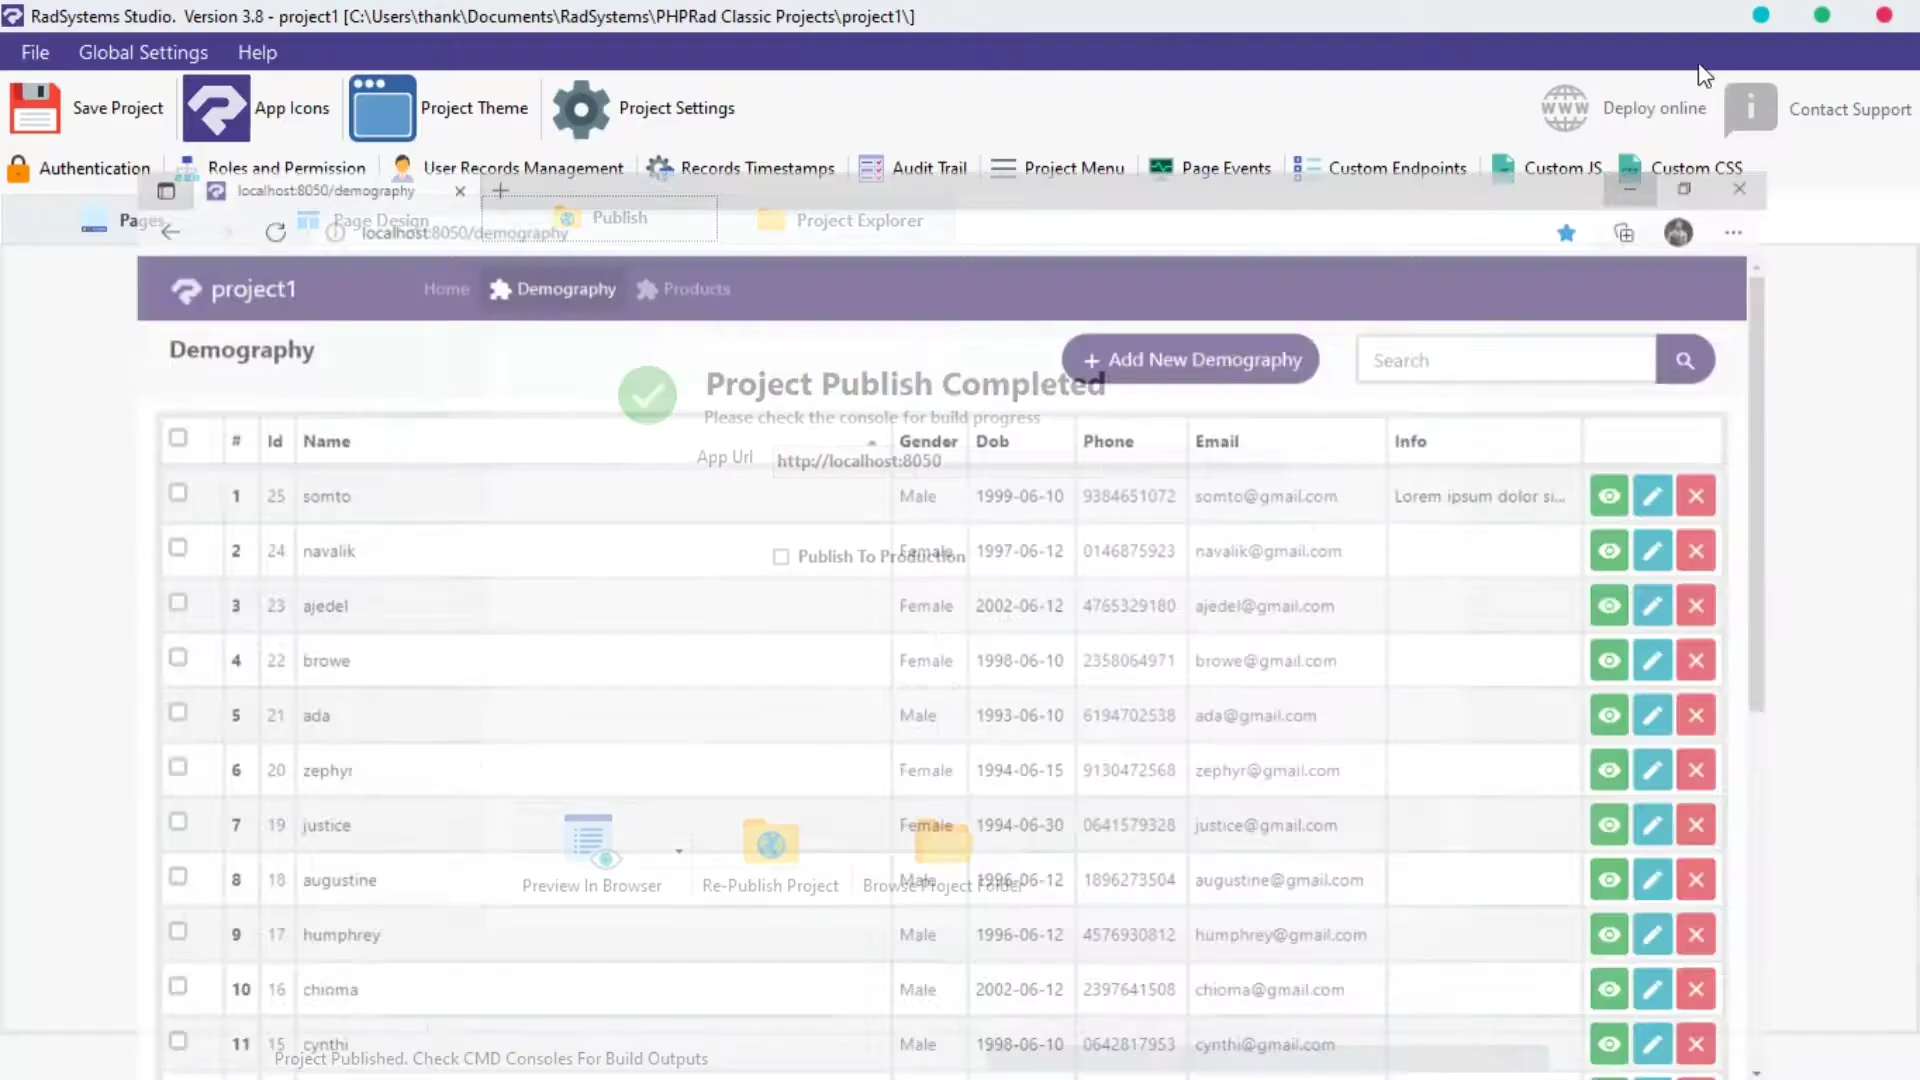 RadSystems Studio. Version 3.8 - project1 [C:\Users\thank\Documents\RadSystems\PHPRad Classic Projects\project1\]
File Global Settings Help
Save Project App Icons Project Theme Project Settings Deploy online Contact Support
Authentication Roles and Permission User Records Management Records Timestamps Audit Trail Project Menu Page Events Custom Endpoints Custom JS Custom CSS
localhost:8050/demography
Pages Page Design Publish Project Explorer
localhost:8050/demography
project1 Home Demography Products
Demography + Add New Demography Search
Project Publish Completed
Please check the console for build progress
# Id Name Gender Dob Phone Email Info
App Url http://localhost:8050
1 25 somto Male 1999-06-10 9384651072 somto@gmail.com Lorem ipsum dolor si...
2 24 navalik Female 1997-06-12 0146875923 navalik@gmail.com
Publish To Production
3 23 ajedel Female 2002-06-12 4765329180 ajedel@gmail.com
4 22 browe Female 1998-06-10 2358064971 browe@gmail.com
5 21 ada Male 1993-06-10 6194702538 ada@gmail.com
6 20 zephyr Female 1994-06-15 9130472568 zephyr@gmail.com
7 19 justice Female 1994-06-30 0641579328 justice@gmail.com
8 18 augustine Male 1996-06-12 1896273504 augustine@gmail.com
Preview In Browser Re-Publish Project Browse Project Folder
9 17 humphrey Male 1996-06-12 4576930812 humphrey@gmail.com
10 16 chioma Male 2002-06-12 2397641508 chioma@gmail.com
11 15 cynthi Male 1998-06-10 0642817953 cynthi@gmail.com
Project Published. Check CMD Consoles For Build Outputs